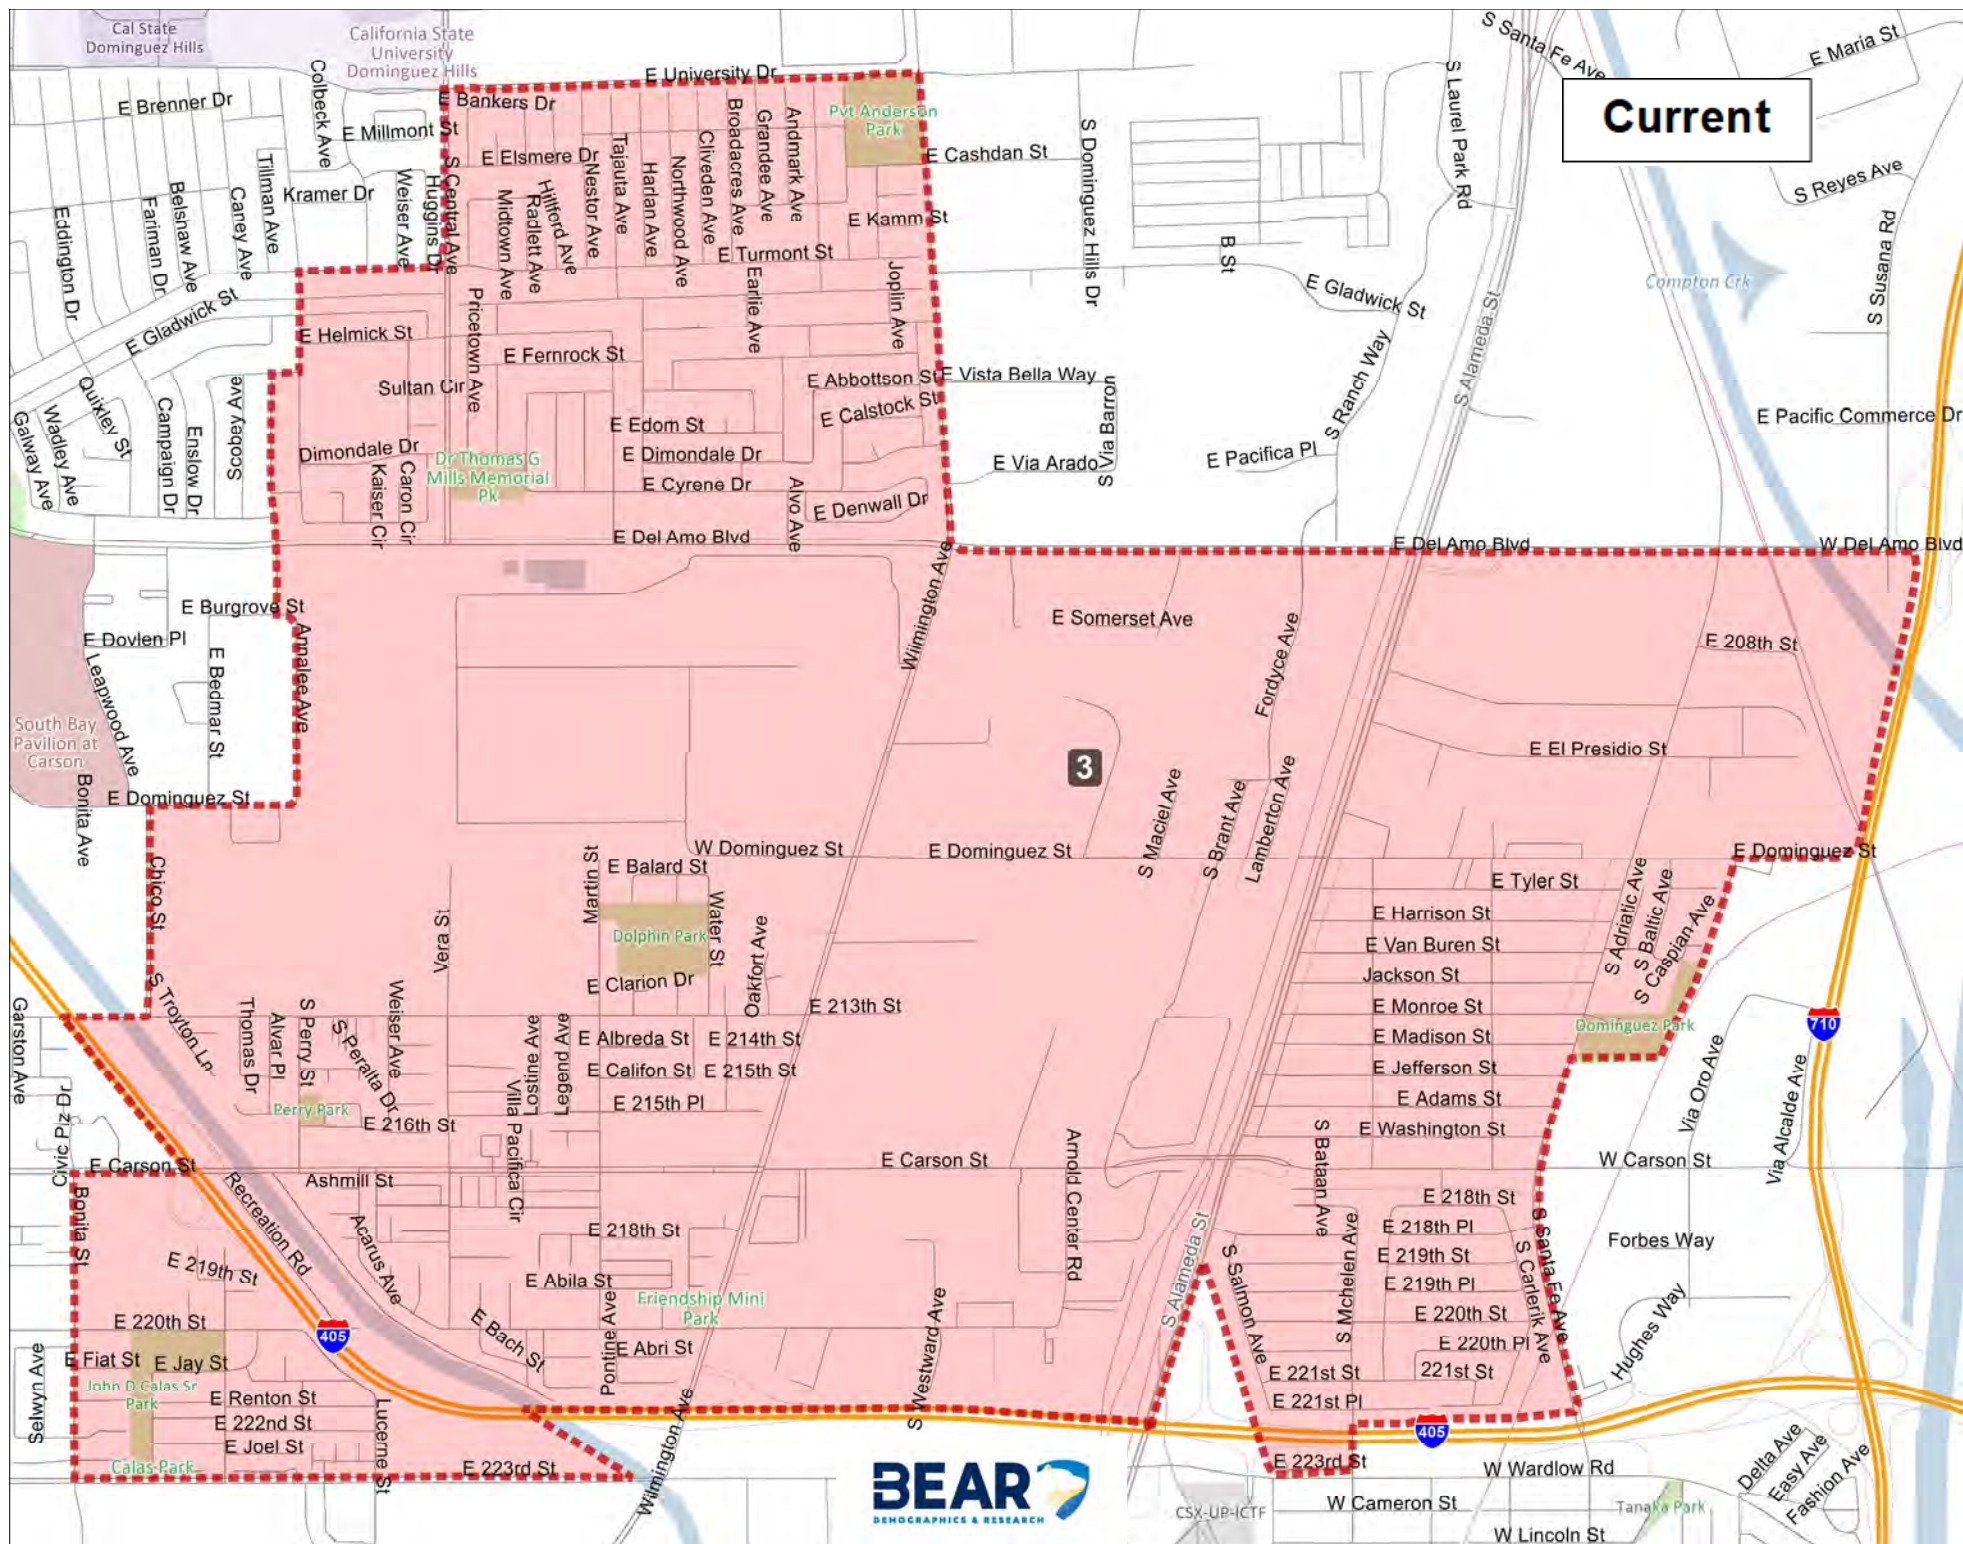 Cal State
Dominguez Hills
California State
University
Dominguez Hills
Current
E University Dr
E Bankers Dr
S Santa Fe Ave
E Maria St
E Brenner Dr
Colbeck Ave
E Millmont St
Pvt Anderson
Park
E Cashdan St
S Dominguez Hills Dr
S Laurel Park Rd
S Reyes Ave
S Susana Rd
Eddington Dr
Fariman Dr
Belshaw Ave
Caney Ave
Tillman Ave
Kramer Dr
Weiser Ave
Huggins Dr
S Central Ave
E Elsmere Dr
Midtown Ave
Radlett Ave
Hillford Ave
Nestor Ave
Tajauta Ave
Harlan Ave
Northwood Ave
Cliveden Ave
Broadacres Ave
Grandee Ave
Andmark Ave
E Kamm St
E Turmont St
B St
Compton Crk
E Gladwick St
E Gladwick St
E Helmick St
Pricetown Ave
E Fernrock St
Earlie Ave
Joplin Ave
Sultan Cir
E Abbottson St
E Vista Bella Way
E Calstock St
S Via Barron
S Ranch Way
S Alameda St
E Pacific Commerce Dr
Galway Ave
Wadley Ave
Quixley St
Campaign Dr
Enslow Dr
Scobey Ave
Dimondale Dr
Kaiser Cir
Caron Cir
Dr Thomas G
Mills Memorial
Pk
E Edom St
E Dimondale Dr
E Cyrene Dr
Alvo Ave
E Denwall Dr
E Via Arado
E Pacifica Pl
E Del Amo Blvd
E Del Amo Blvd
W Del Amo Blvd
Wilmington Ave
E Burgrove St
E Dovlen Pl
Annalee Ave
E Bedmar St
Leapwood Ave
E Somerset Ave
Fordyce Ave
E 208th St
South Bay
Pavilion at
Carson
3
E El Presidio St
Bonita Ave
E Dominguez St
W Dominguez St
E Dominguez St
E Dominguez St
S Maciel Ave
S Brant Ave
Lamberton Ave
Chico St
Vera St
Martin St
E Balard St
Water St
Dolphin Park
Oakfort Ave
E Clarion Dr
E 213th St
E Tyler St
E Harrison St
E Van Buren St
Jackson St
E Monroe St
E Madison St
E Jefferson St
E Adams St
E Washington St
S Adriatic Ave
S Baltic Ave
S Caspian Ave
Dominguez Park
710
Garston Ave
S Troyton Ln
Thomas Dr
Alvar Pl
S Perry St
S Peralta Dr
Weiser Ave
Perry Park
E 216th St
Lostine Ave
Legend Ave
Villa Pacifica Cir
E Albreda St
E 214th St
E Califon St
E 215th St
E 215th Pl
Via Oro Ave
Via Alcalde Ave
Civic Plz Dr
E Carson St
E Carson St
W Carson St
Bonita St
Recreation Rd
Ashmill St
Acarus Ave
E 218th St
Arnold Center Rd
S Bataan Ave
E 218th St
E 218th Pl
E 219th St
E 219th Pl
E 220th St
E 220th Pl
221st St
E 221st St
E 221st Pl
S Mchelen Ave
S Salmon Ave
S Carlerik Ave
S Santa Fe Ave
Forbes Way
Hughes Way
E 219th St
E Abila St
Friendship Mini
Park
S Alameda St
E 220th St
405
E Bach St
Pontine Ave
E Abri St
S Westward Ave
Selwyn Ave
E Fiat St
E Jay St
John D Calas Sr
Park
E Renton St
E 222nd St
E Joel St
Lucerne St
Calas Park
E 223rd St
Wilmington Ave
BEAR
DEMOGRAPHICS & RESEARCH
CSX-UP-ICTF
E 223rd St
405
W Wardlow Rd
W Cameron St
W Lincoln St
Tanaka Park
Delta Ave
Easy Ave
Fashion Ave